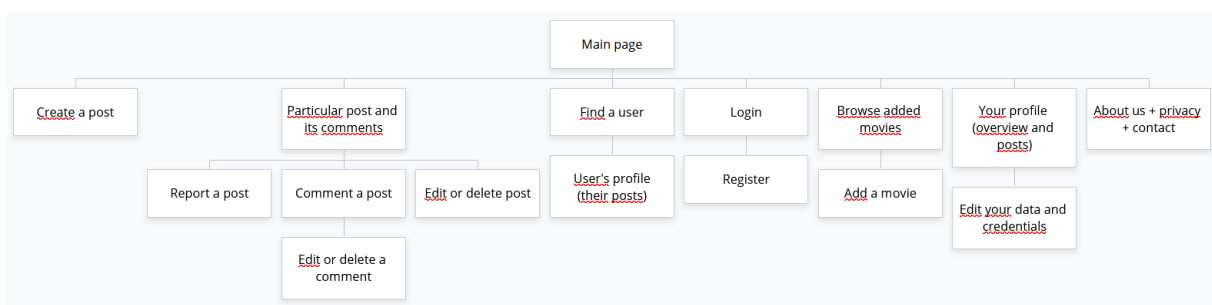 Main page
Create a post
Particular post and
its comments
Find a user
Login
Browse added
movies
Your profile
(overview and
posts)
About us + privacy
+ contact
Report a post
Comment a post
Edit or delete post
User's profile
(their posts)
Register
Add a movie
Edit your data and
credentials
Edit or delete a
comment